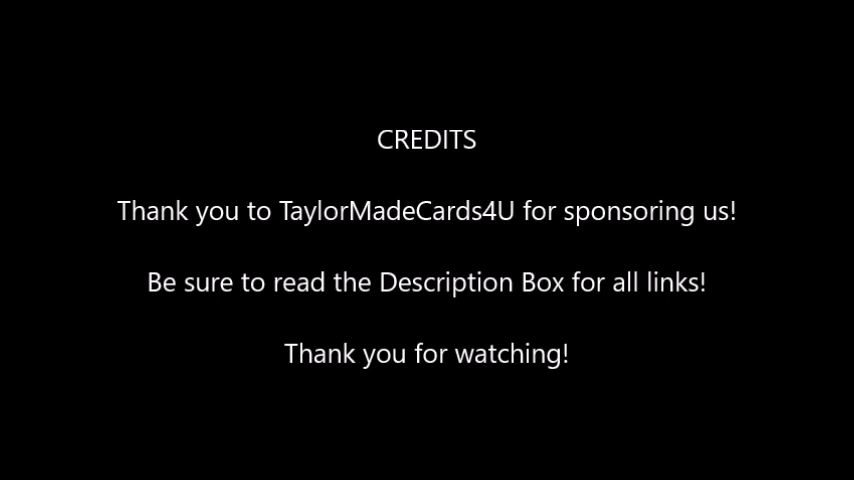 CREDITS
Thank you to TaylorMadeCards4U for sponsoring us!
Be sure to read the Description Box for all links!
Thank you for watching!